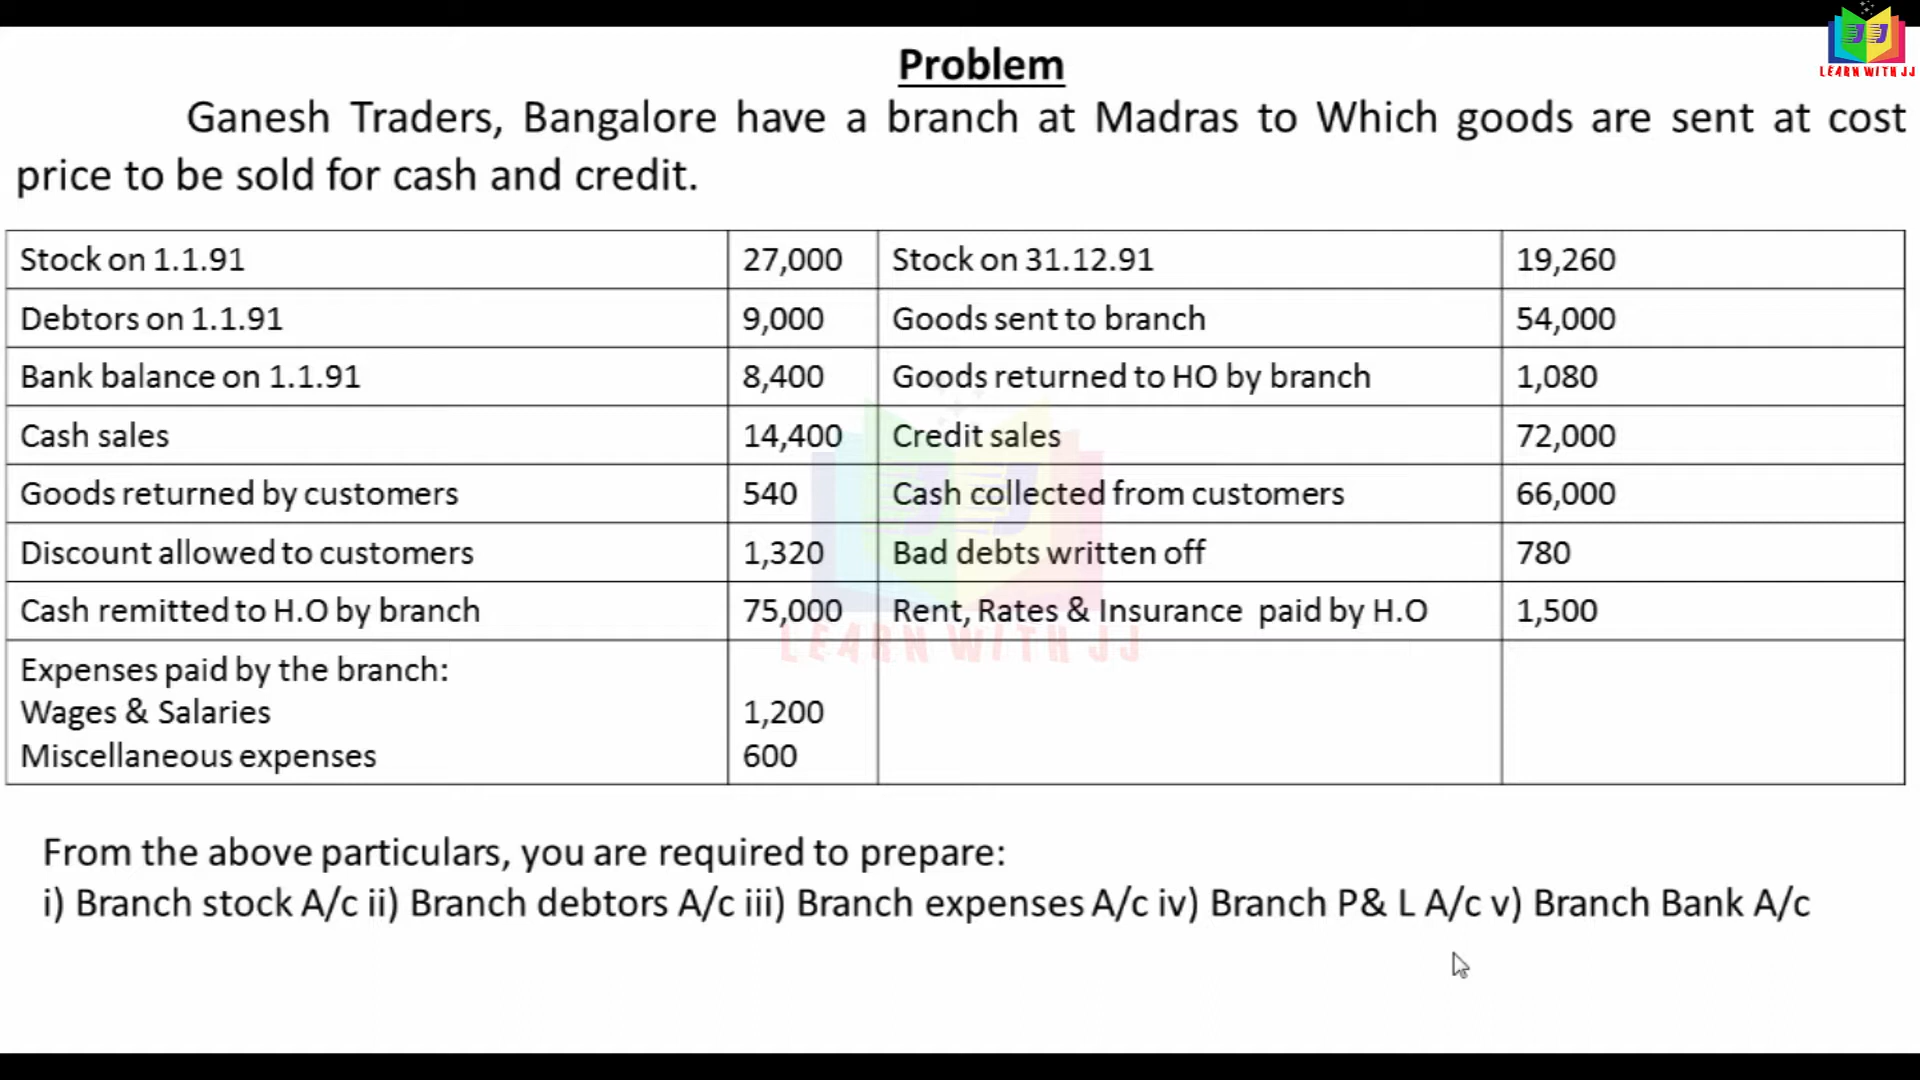 LEARN WITH JJ
Problem
Ganesh Traders, Bangalore have a branch at Madras to Which goods are sent at cost
price to be sold for cash and credit.
Stock on 1.1.91 27,000 Stock on 31.12.91 19,260
Debtors on 1.1.91 9,000 Goods sent to branch 54,000
Bank balance on 1.1.91 8,400 Goods returned to HO by branch 1,080
Cash sales 14,400 Credit sales 72,000
Goods returned by customers 540 Cash collected from customers 66,000
Discount allowed to customers 1,320 Bad debts written off 780
Cash remitted to H.O by branch 75,000 Rent, Rates & Insurance paid by H.O 1,500
LEARN WITH JJ
Expenses paid by the branch:
Wages & Salaries 1,200
Miscellaneous expenses 600
From the above particulars, you are required to prepare:
i) Branch stock A/c ii) Branch debtors A/c iii) Branch expenses A/c iv) Branch P& L A/c v) Branch Bank A/c